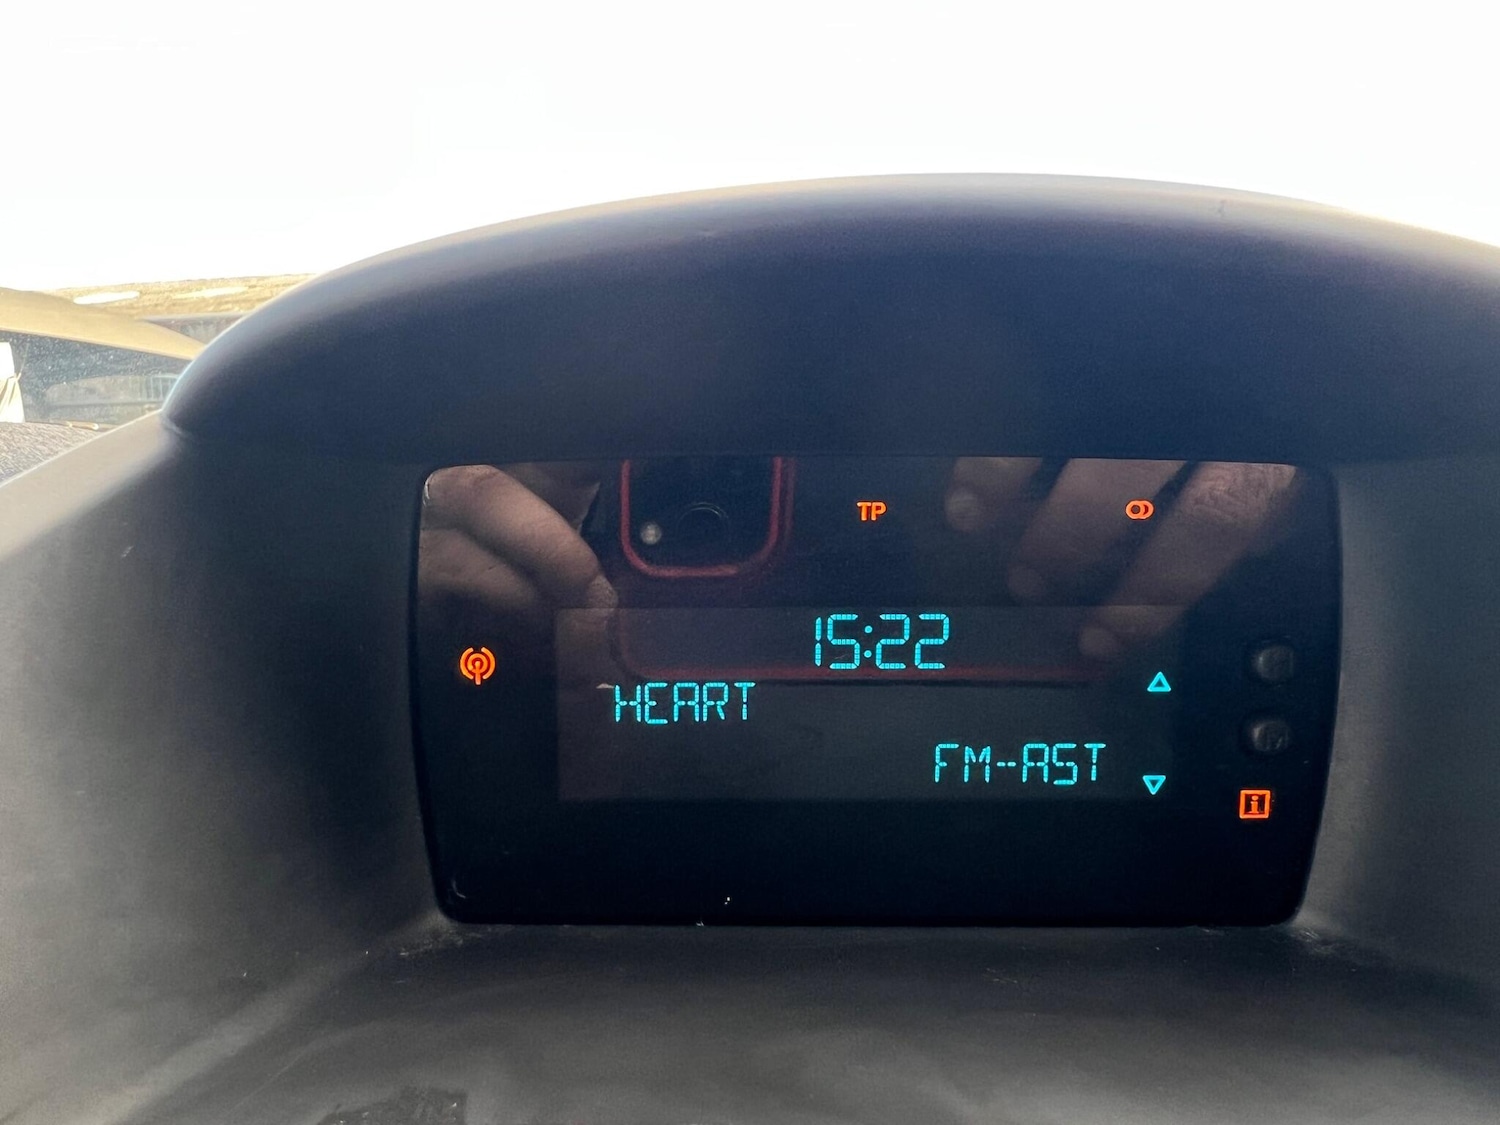 TP
15:22
HEART
FM-AST
i